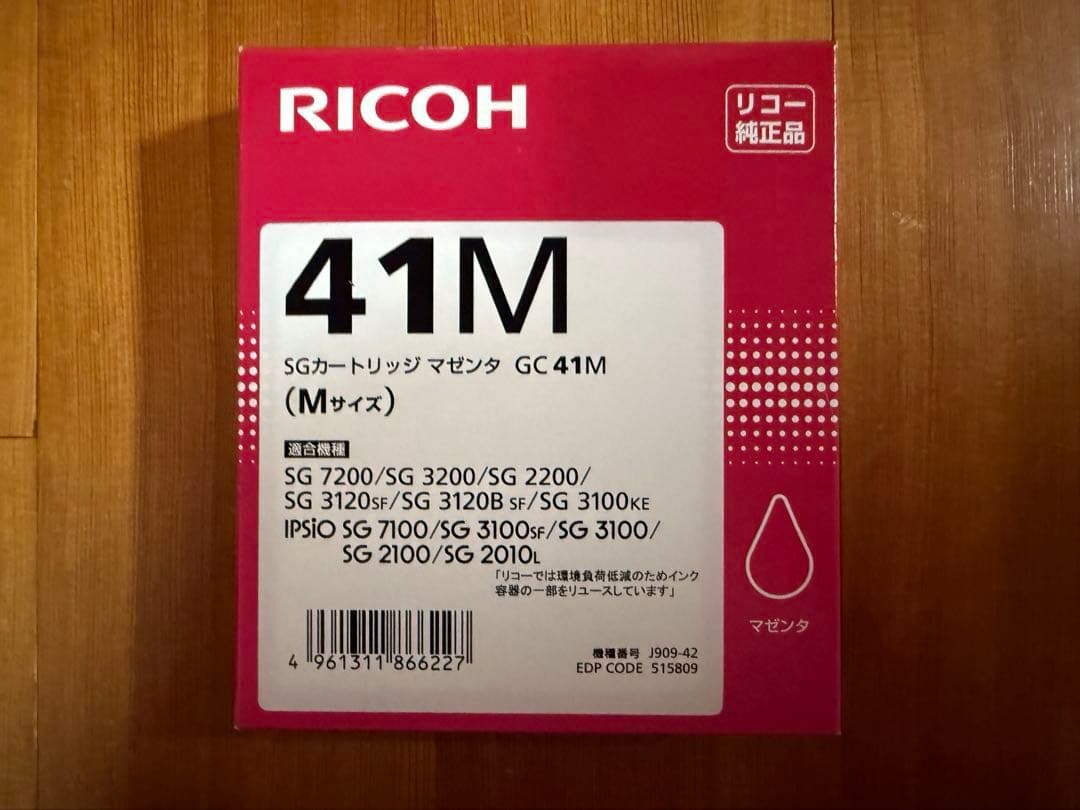 RICOH
リコー
純正品
41M
SGカートリッジ マゼンタ GC 41M
(Mサイズ)
適合機種
SG 7200/SG 3200/SG 2200/
SG 3120SF/SG 3120B SF/SG 3100KE
IPSiO SG 7100/SG 3100SF/SG 3100/
SG 2100/SG 2010L
「リコーでは環境負荷低減のためインク
容器の一部をリユースしています」
マゼンタ
4 961311 866227
機種番号 J909-42
EDP CODE 515809